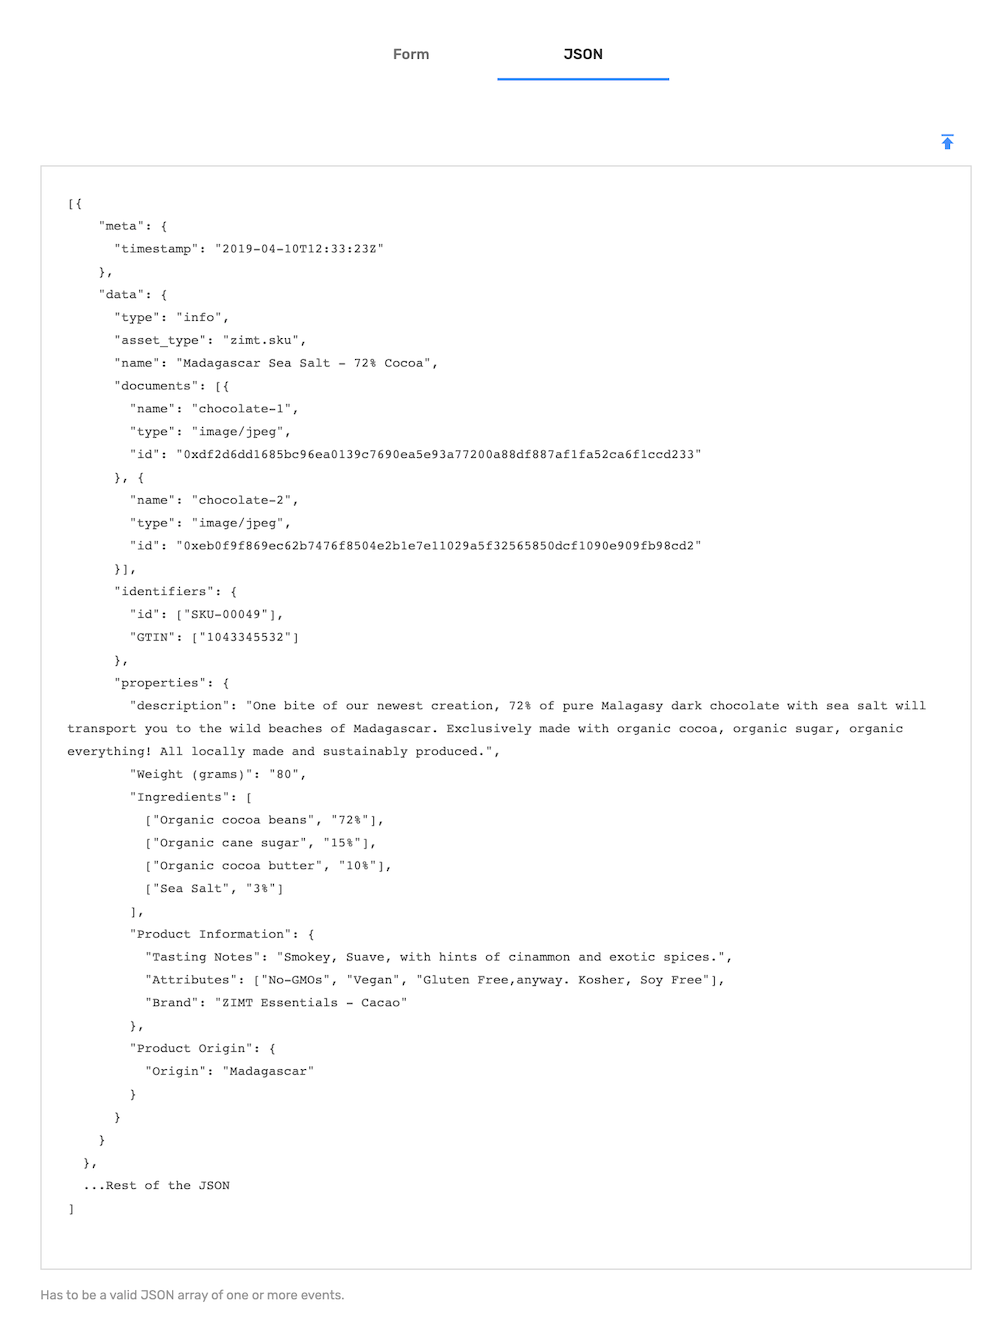 Form JSON
[{
"meta": {
"timestamp": "2019-04-10T12:33:23Z"
},
"data": {
"type": "info",
"asset_type": "zimt.sku",
"name": "Madagascar Sea Salt - 72% Cocoa",
"documents": [{
"name": "chocolate-1",
"type": "image/jpeg",
"id": "0xdf2d6dd1685bc96ea0139c7690ea5e93a77200a88df887af1fa52ca6f1ccd233"
}, {
"name": "chocolate-2",
"type": "image/jpeg",
"id": "0xeb0f9f869ec62b7476f8504e2b1e7e11029a5f32565850dcf1090e909fb98cd2"
}],
"identifiers": {
"id": ["SKU-00049"],
"GTIN": ["1043345532"]
},
"properties": {
"description": "One bite of our newest creation, 72% of pure Malagasy dark chocolate with sea salt will
transport you to the wild beaches of Madagascar. Exclusively made with organic cocoa, organic sugar, organic
everything! All locally made and sustainably produced.",
"Weight (grams)": "80",
"Ingredients": [
["Organic cocoa beans", "72%"],
["Organic cane sugar", "15%"],
["Organic cocoa butter", "10%"],
["Sea Salt", "3%"]
],
"Product Information": {
"Tasting Notes": "Smokey, Suave, with hints of cinammon and exotic spices.",
"Attributes": ["No-GMOs", "Vegan", "Gluten Free,anyway. Kosher, Soy Free"],
"Brand": "ZIMT Essentials - Cacao"
},
"Product Origin": {
"Origin": "Madagascar"
}
}
}
},
...Rest of the JSON
]
Has to be a valid JSON array of one or more events.